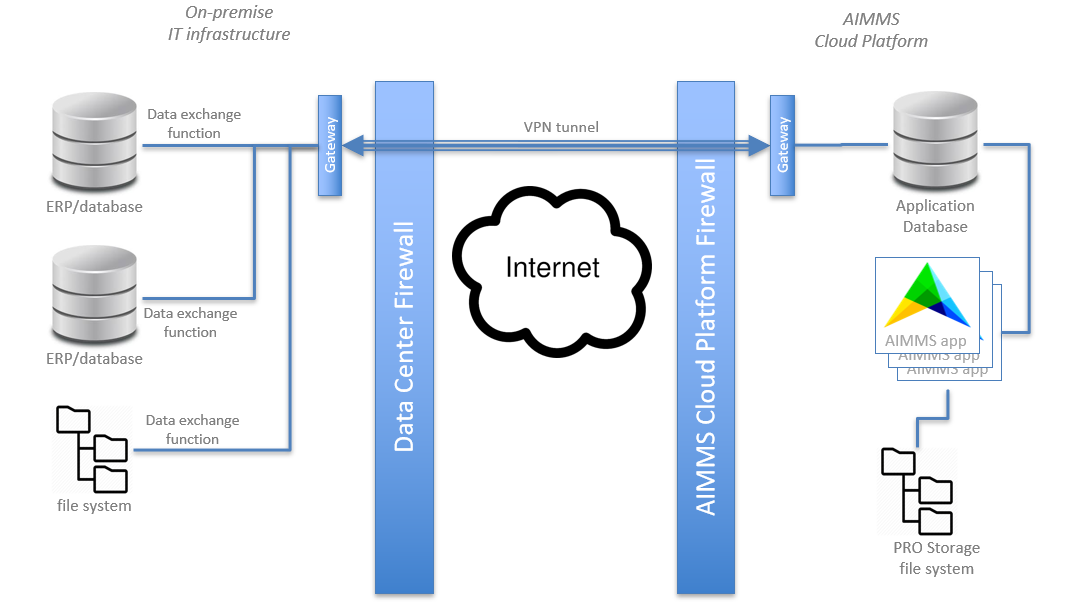 On-premise
IT infrastructure
AIMMS
Cloud Platform
Data exchange
function
ERP/database
Data exchange
function
ERP/database
Data exchange
function
file system
Gateway
Data Center Firewall
VPN tunnel
Internet
AIMMS Cloud Platform Firewall
Gateway
Application
Database
AIMMS app
AIMMS app
AIMMS app
PRO Storage
file system